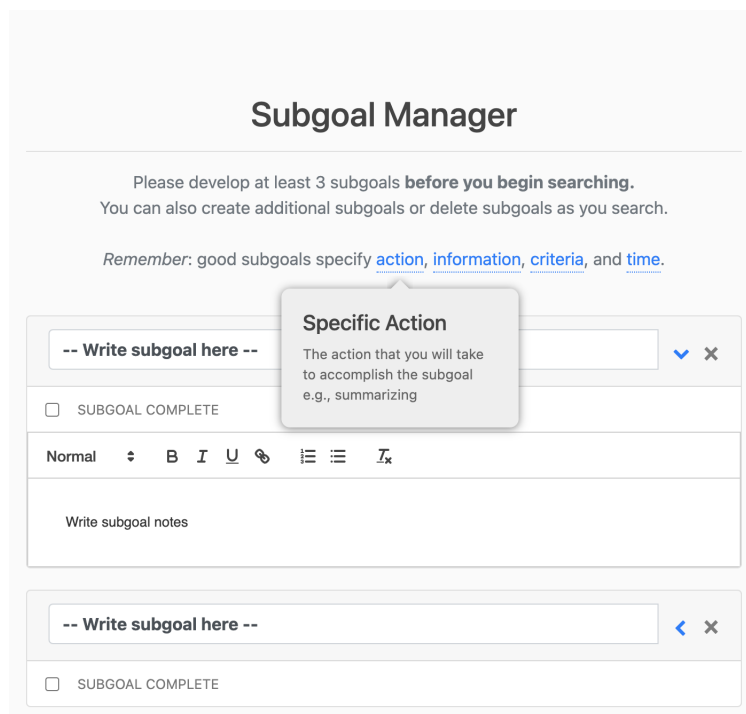 Subgoal Manager
Please develop at least 3 subgoals before you begin searching.
You can also create additional subgoals or delete subgoals as you search.
Remember: good subgoals specify action, information, criteria, and time.
Specific Action
The action that you will take
to accomplish the subgoal
e.g., summarizing
-- Write subgoal here --
SUBGOAL COMPLETE
Normal B I U
Write subgoal notes
-- Write subgoal here --
SUBGOAL COMPLETE